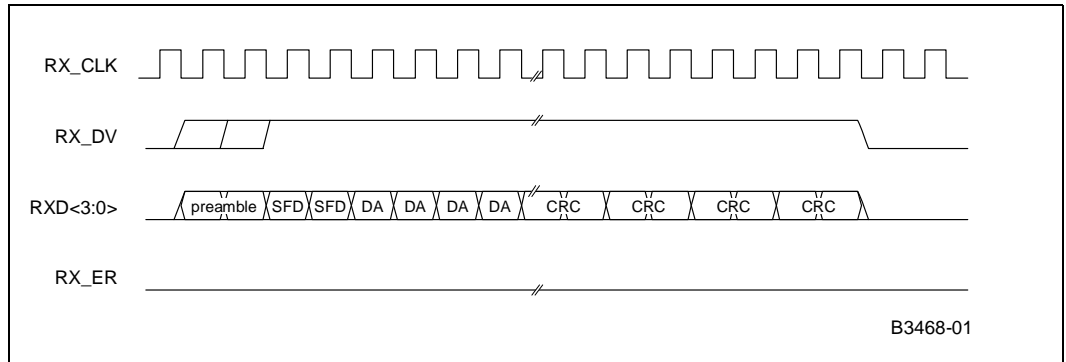 RX_CLK
RX_DV
RXD<3:0> preamble SFD SFD DA DA DA DA CRC CRC CRC CRC
RX_ER
B3468-01